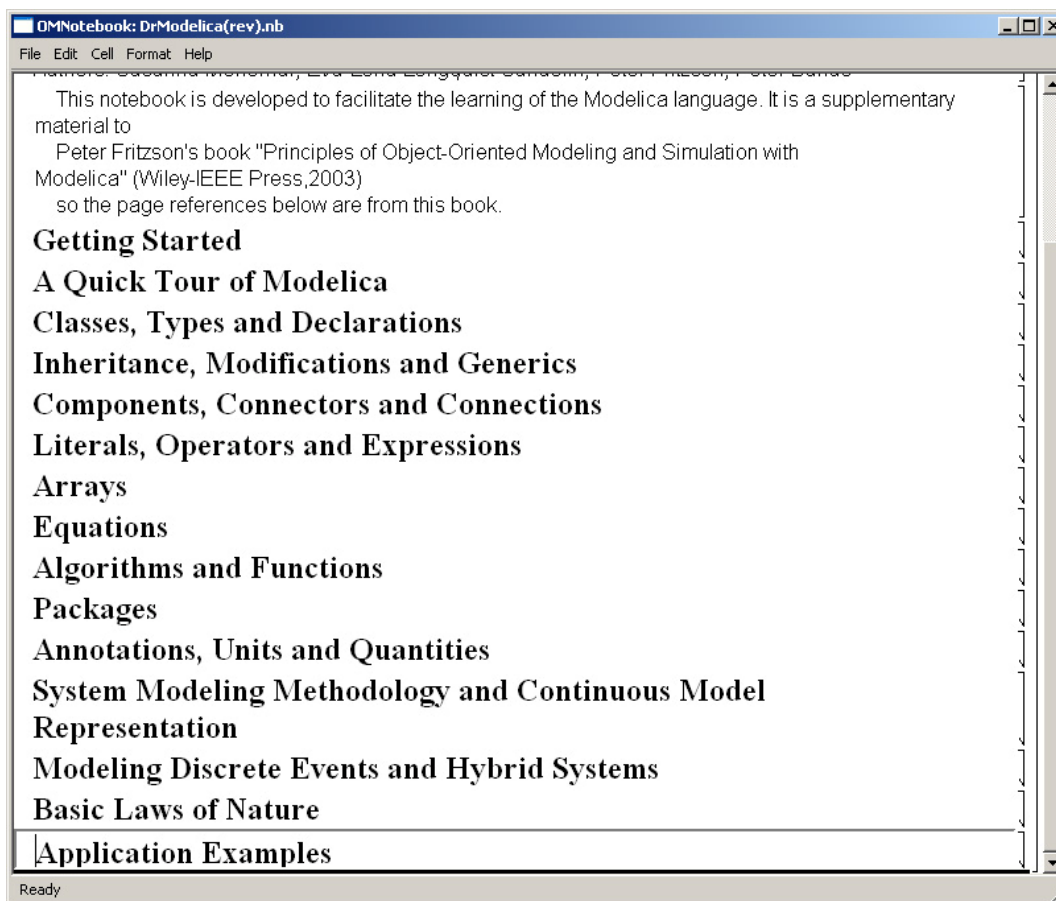 OMNotebook: DrModelica(rev).nb
File Edit Cell Format Help
This notebook is developed to facilitate the learning of the Modelica language. It is a supplementary
material to
Peter Fritzson's book "Principles of Object-Oriented Modeling and Simulation with
Modelica" (Wiley-IEEE Press,2003)
so the page references below are from this book.
Getting Started
A Quick Tour of Modelica
Classes, Types and Declarations
Inheritance, Modifications and Generics
Components, Connectors and Connections
Literals, Operators and Expressions
Arrays
Equations
Algorithms and Functions
Packages
Annotations, Units and Quantities
System Modeling Methodology and Continuous Model
Representation
Modeling Discrete Events and Hybrid Systems
Basic Laws of Nature
Application Examples
Ready